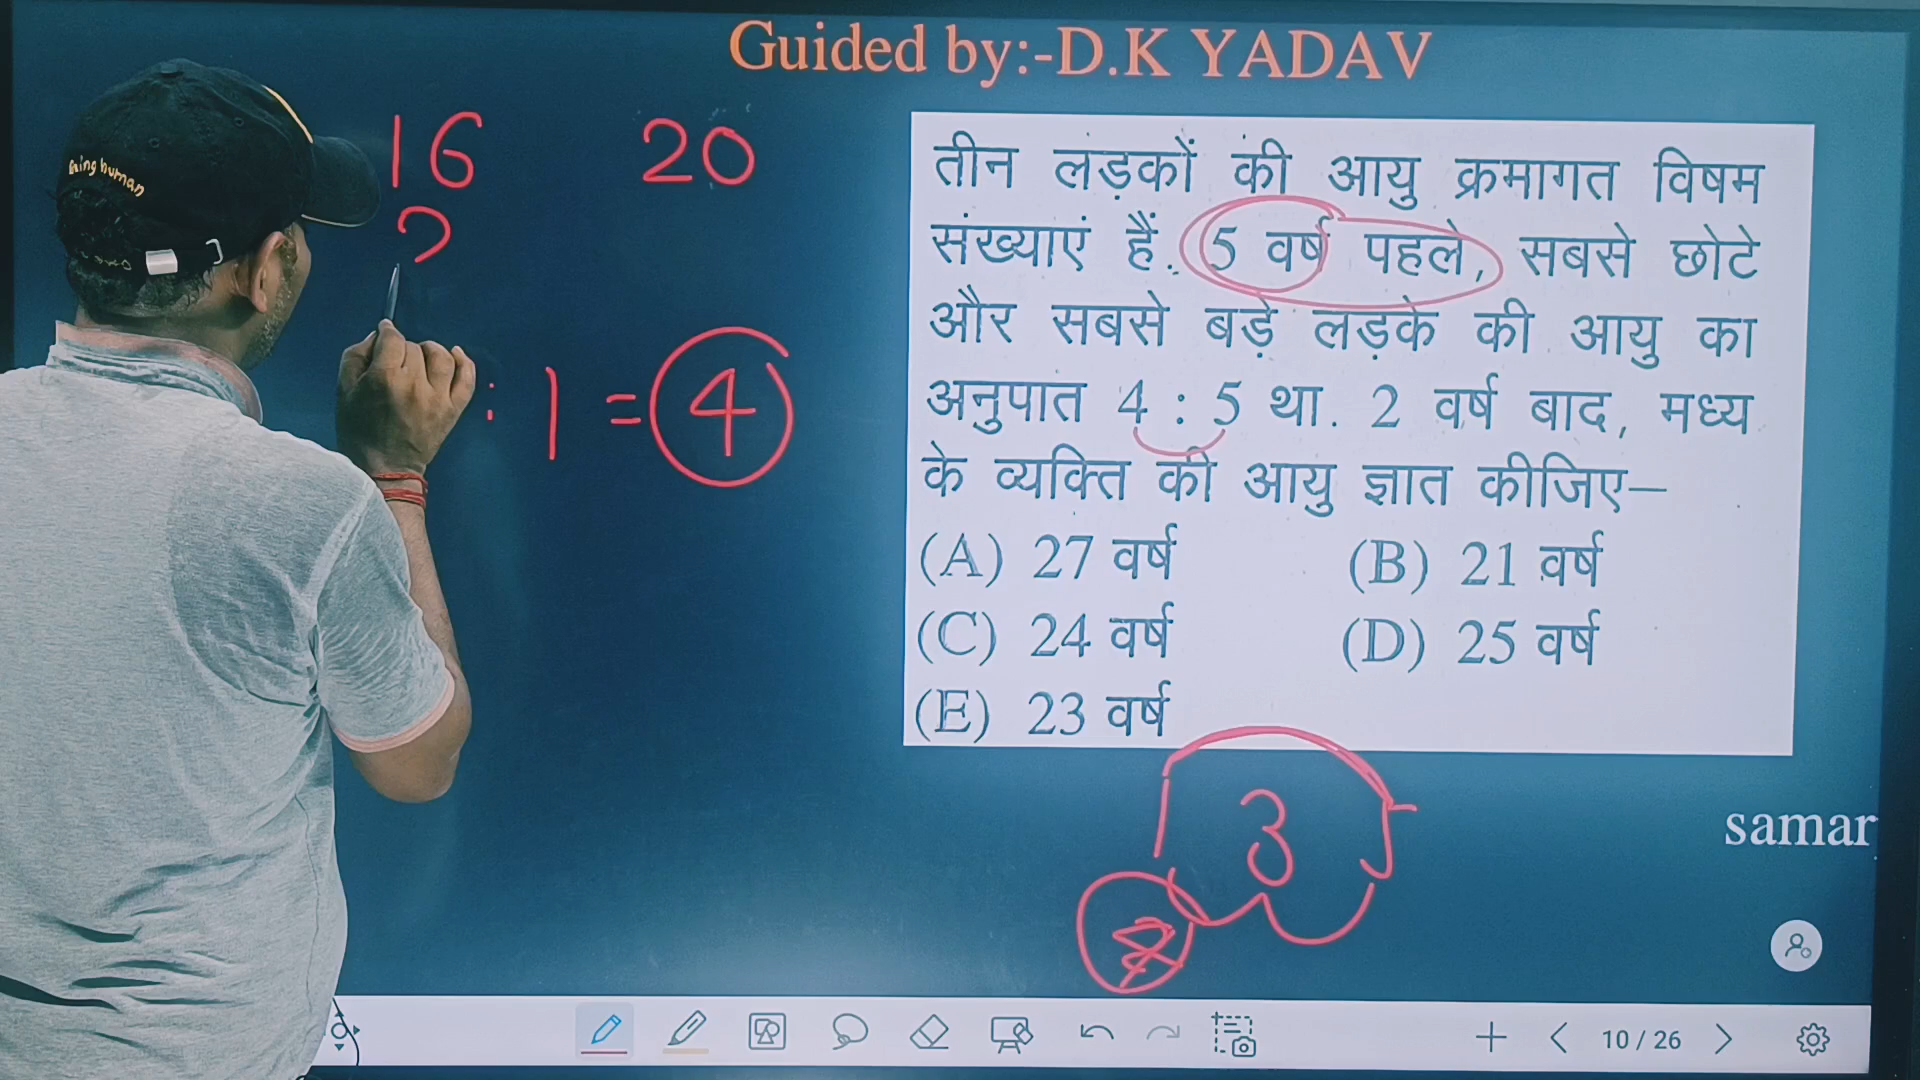 Guided by:-D.K YADAV
16 20
?
: 1 = 4
तीन लड़कों की आयु क्रमागत विषम
संख्याएं हैं. 5 वर्ष पहले, सबसे छोटे
और सबसे बड़े लड़के की आयु का
अनुपात 4 : 5 था. 2 वर्ष बाद, मध्य
के व्यक्ति की आयु ज्ञात कीजिए–
(A) 27 वर्ष (B) 21 वर्ष
(C) 24 वर्ष (D) 25 वर्ष
(E) 23 वर्ष
3
samar
being human
10 / 26